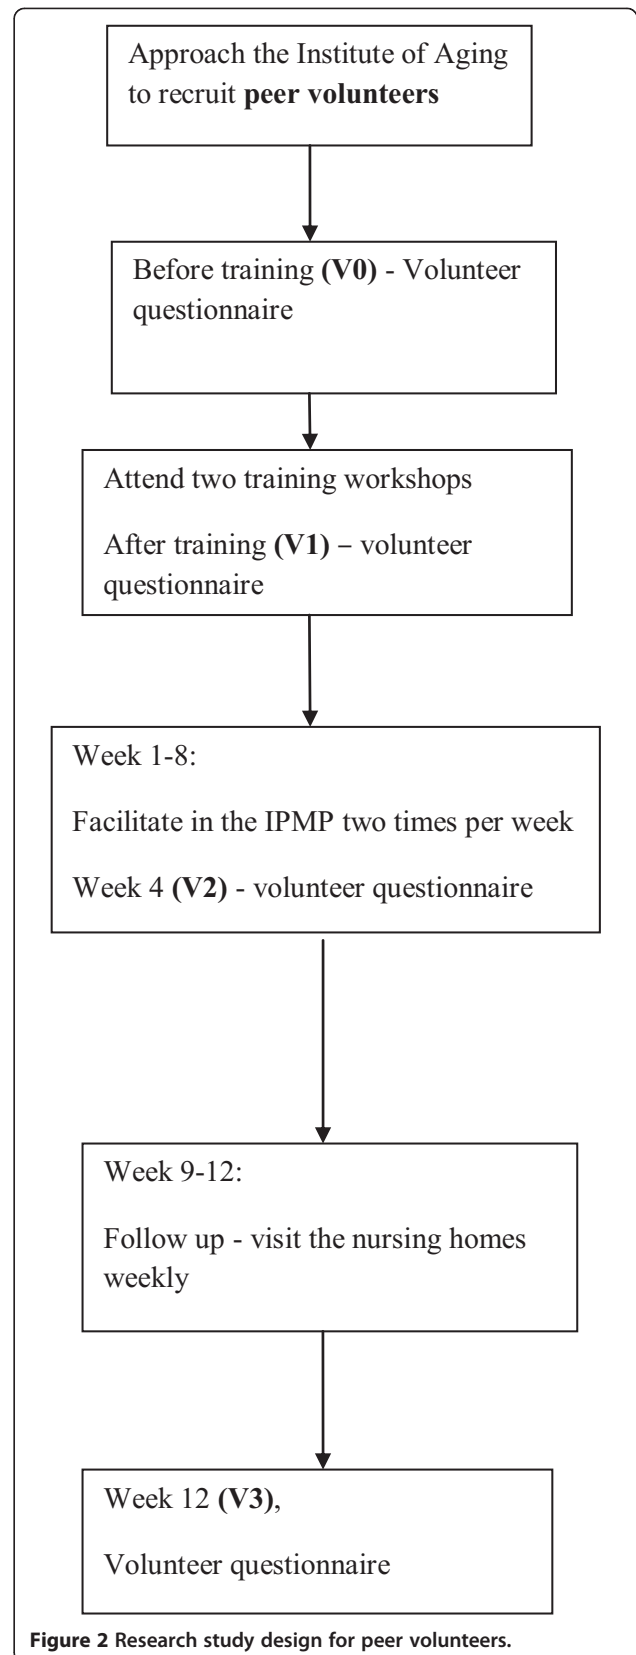 Approach the Institute of Aging
to recruit peer volunteers
Before training (V0) - Volunteer
questionnaire
Attend two training workshops
After training (V1) – volunteer
questionnaire
Week 1-8:
Facilitate in the IPMP two times per week
Week 4 (V2) - volunteer questionnaire
Week 9-12:
Follow up - visit the nursing homes
weekly
Week 12 (V3),
Volunteer questionnaire
Figure 2 Research study design for peer volunteers.